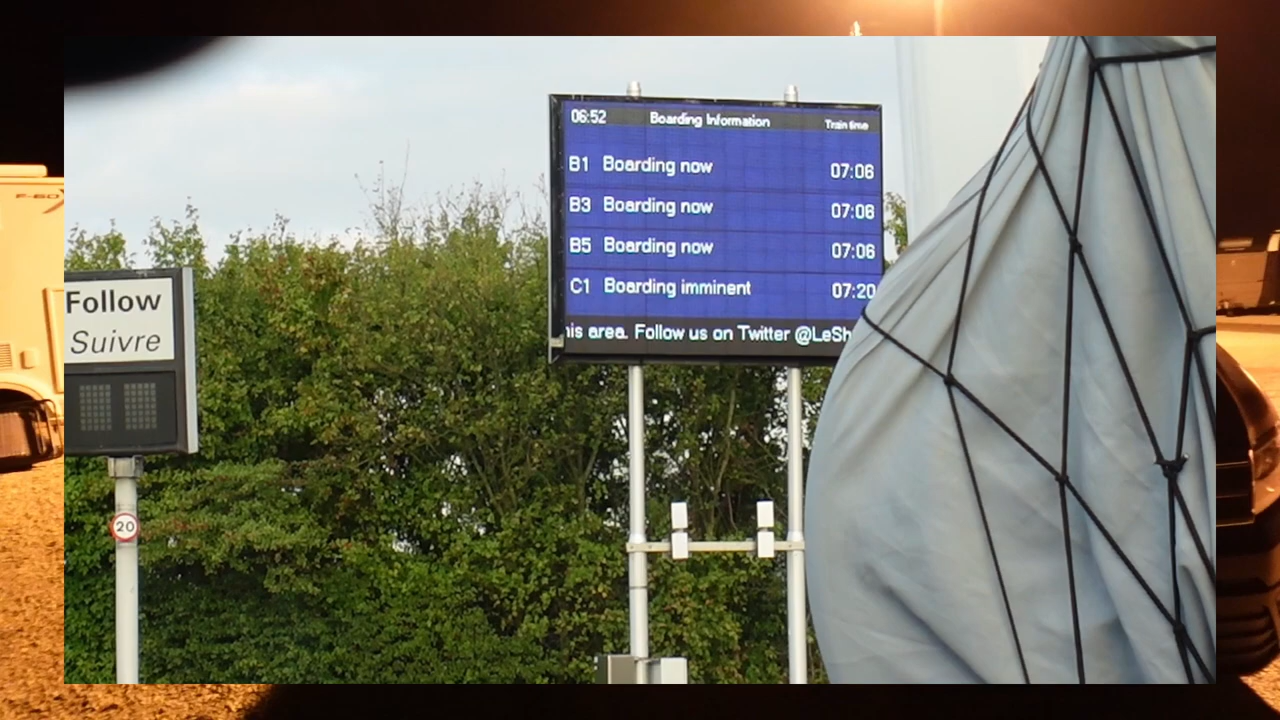 06:52 Boarding Information Train time
B1 Boarding now 07:06
B3 Boarding now 07:06
B5 Boarding now 07:06
C1 Boarding imminent 07:20
his area. Follow us on Twitter @LeSh
Follow
Suivre
20